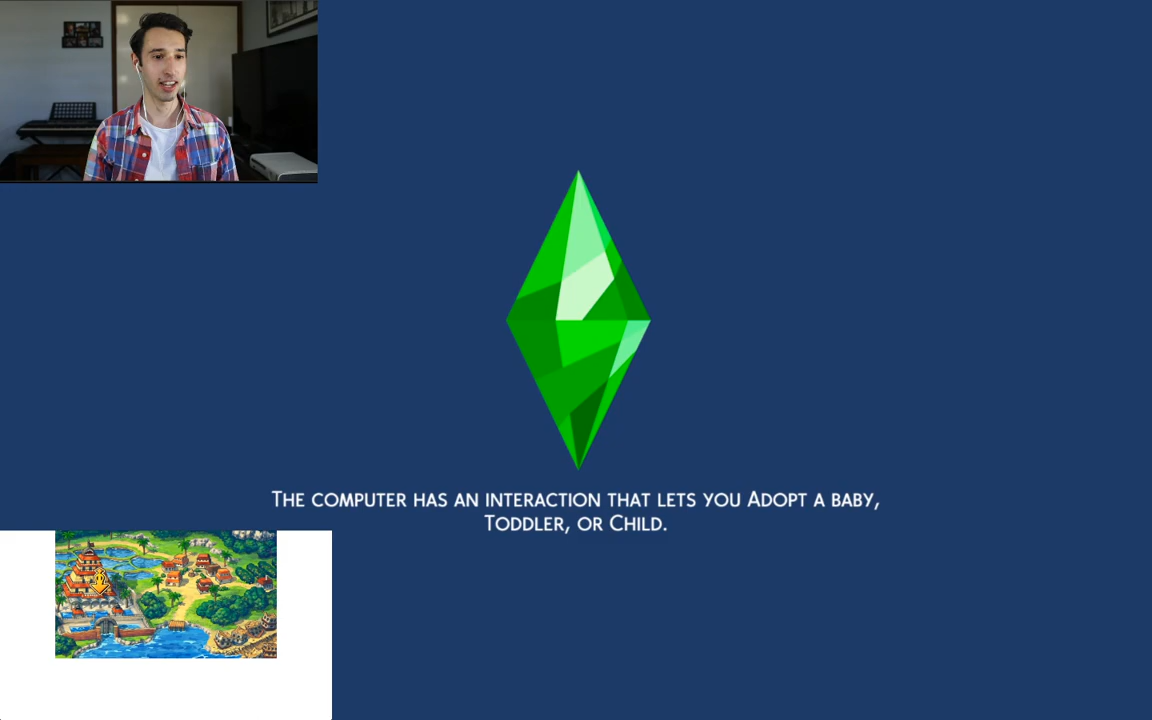 The computer has an interaction that lets you Adopt a baby,
Toddler, or Child.